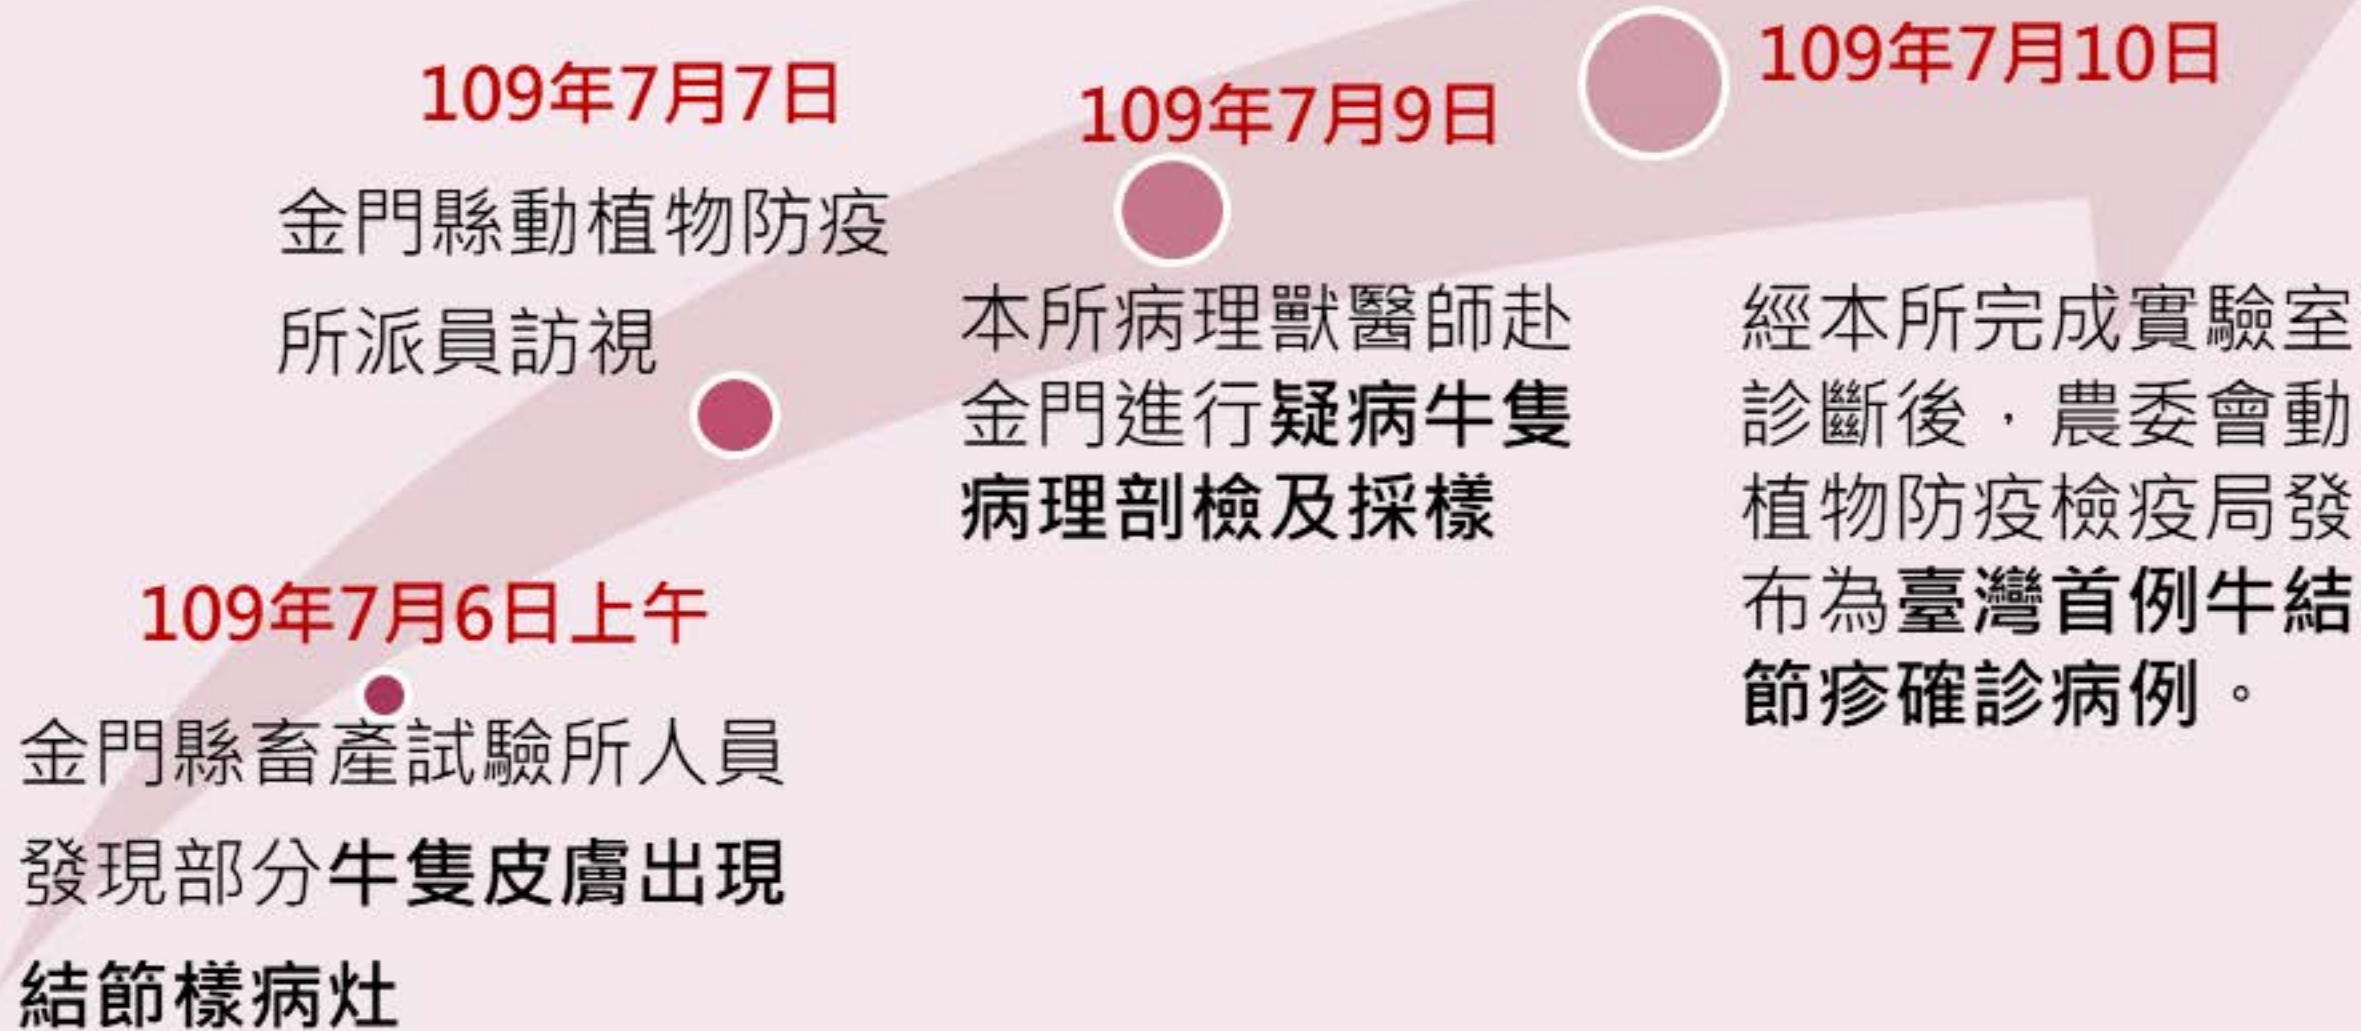 109年7月6日上午
金門縣畜產試驗所人員
發現部分牛隻皮膚出現
結節樣病灶
109年7月7日
金門縣動植物防疫
所派員訪視
109年7月9日
本所病理獸醫師赴
金門進行疑病牛隻
病理剖檢及採樣
109年7月10日
經本所完成實驗室
診斷後，農委會動
植物防疫檢疫局發
布為臺灣首例牛結
節疹確診病例。